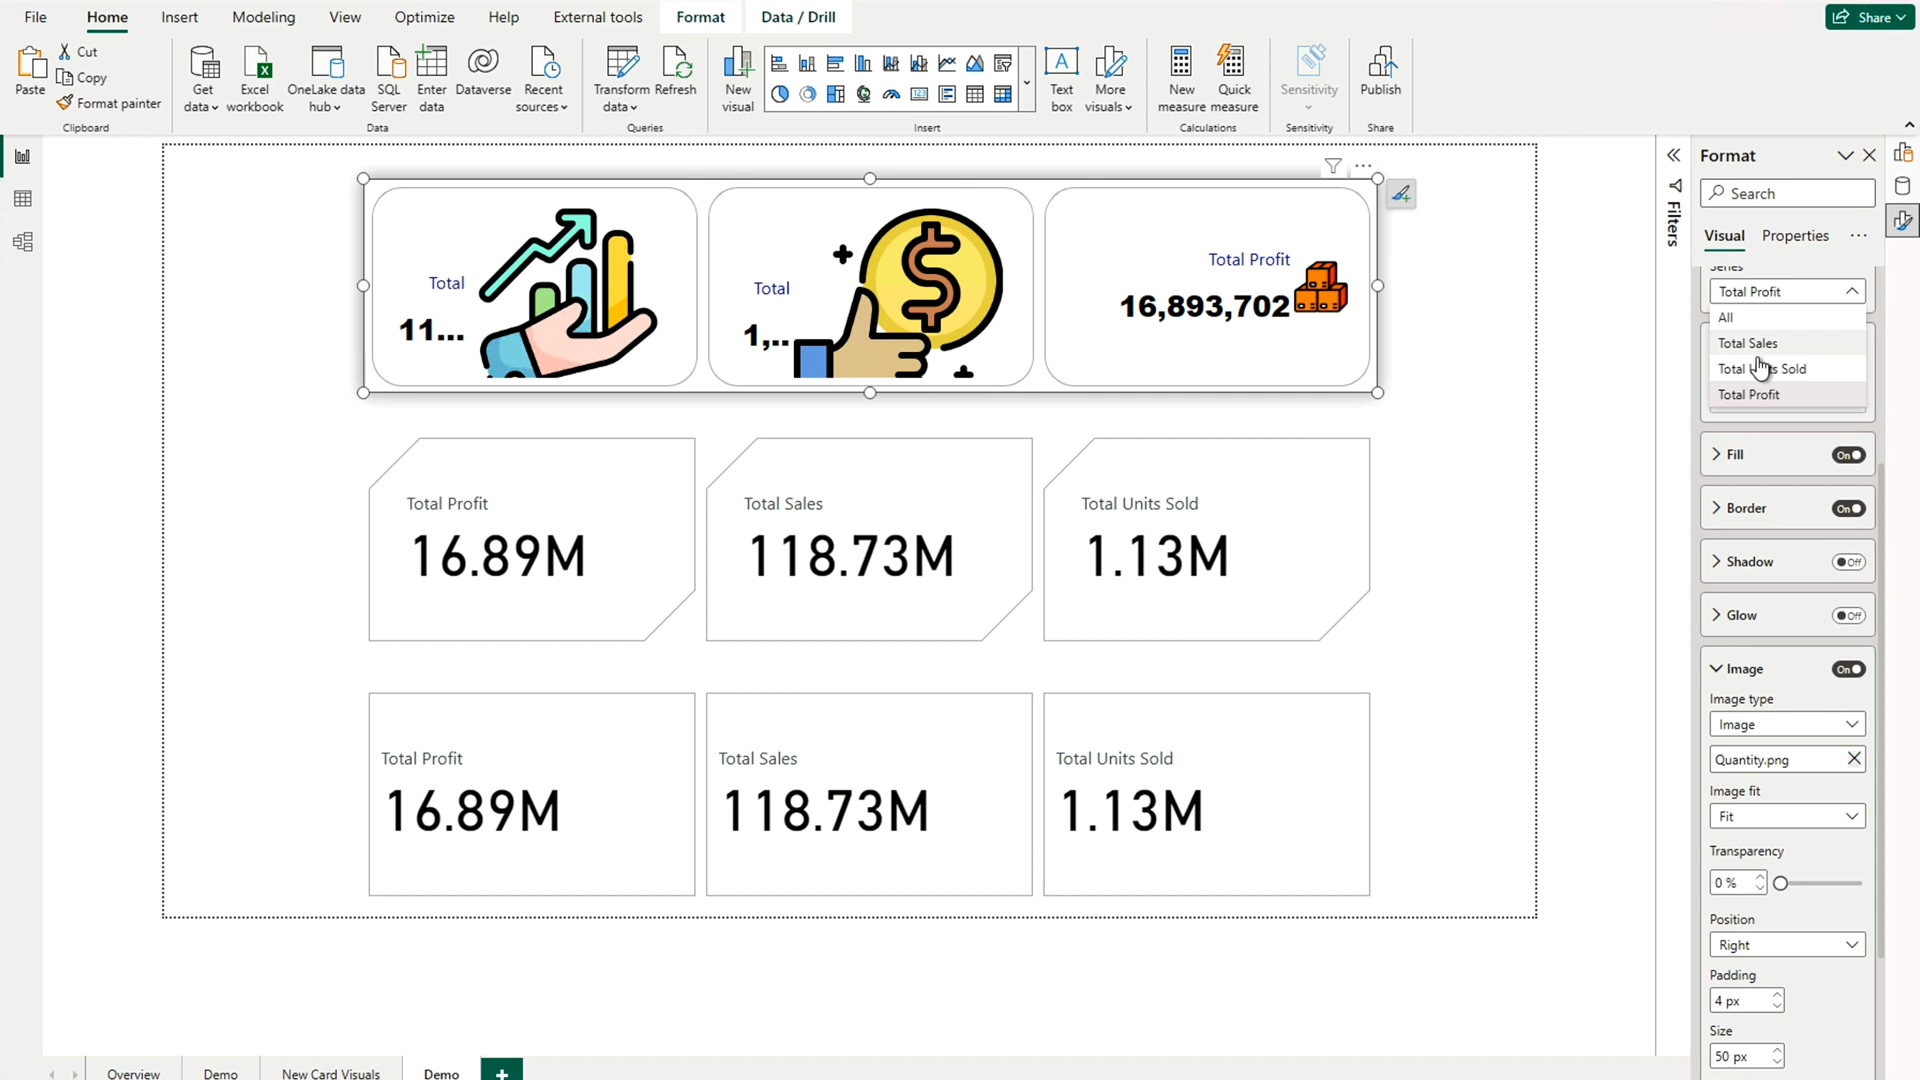 File Home Insert Modeling View Optimize Help External tools Format Data / Drill Share
Paste Cut Copy Format painter
Clipboard
Get data Excel workbook OneLake data hub SQL Server Enter data Dataverse Recent sources
Data
Transform data Refresh
Queries
New visual Text box More visuals
Insert
New measure Quick measure
Calculations
Sensitivity
Sensitivity
Publish
Share
Total
11...
Total
1,..
Total Profit
16,893,702
Total Profit
16.89M
Total Sales
118.73M
Total Units Sold
1.13M
Total Profit
16.89M
Total Sales
118.73M
Total Units Sold
1.13M
Filters
Format
Search
Visual Properties
Series
Total Profit
All
Total Sales
Total Sold
Total Profit
Fill On
Border On
Shadow Off
Glow Off
Image On
Image type
Image
Quantity.png
Image fit
Fit
Transparency
0 %
Position
Right
Padding
4 px
Size
50 px
Overview Demo New Card Visuals Demo +